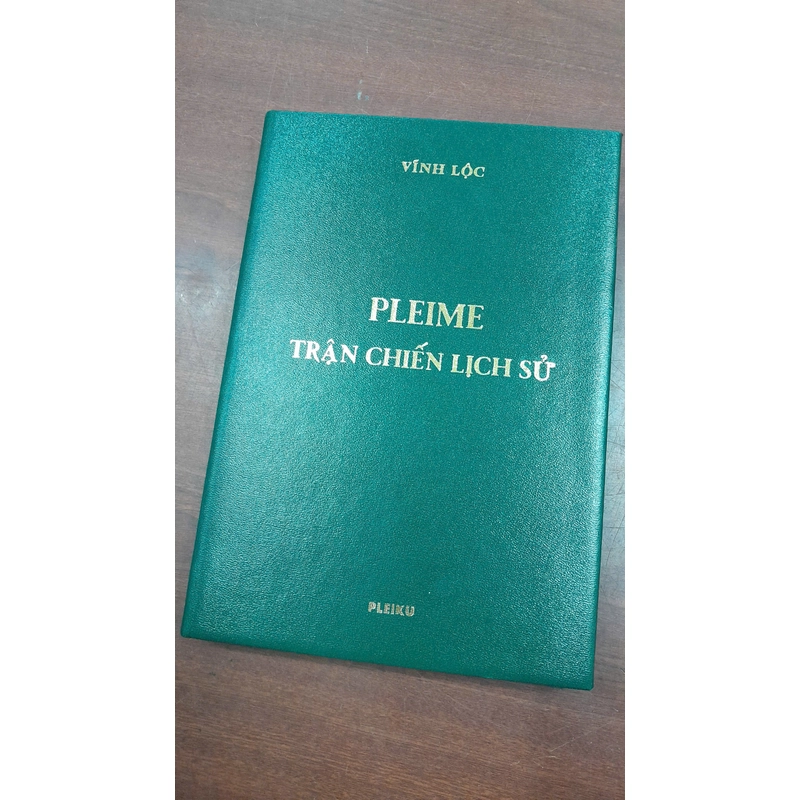 VĨNH LỘC
PLEIME
TRẬN CHIẾN LỊCH SỬ
PLEIKU